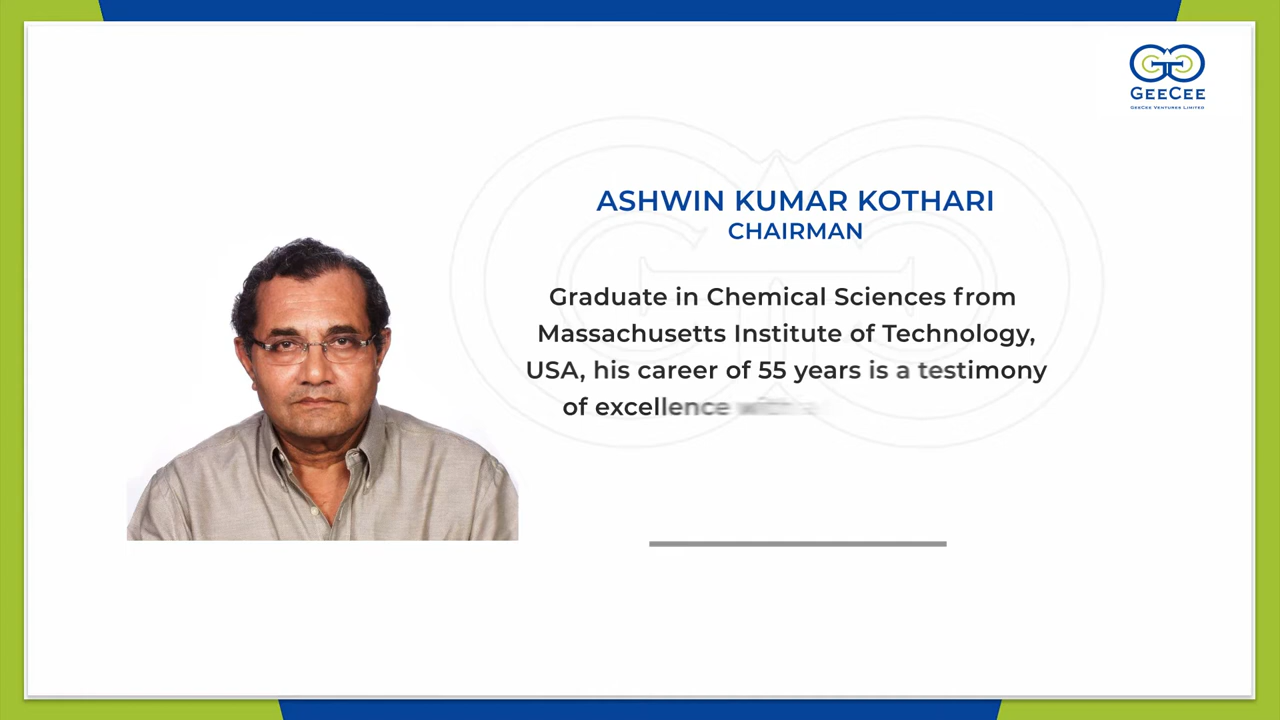 GEECEE
GEECEE VENTURES LIMITED
ASHWIN KUMAR KOTHARI
CHAIRMAN
Graduate in Chemical Sciences from
Massachusetts Institute of Technology,
USA, his career of 55 years is a testimony
of excellence with